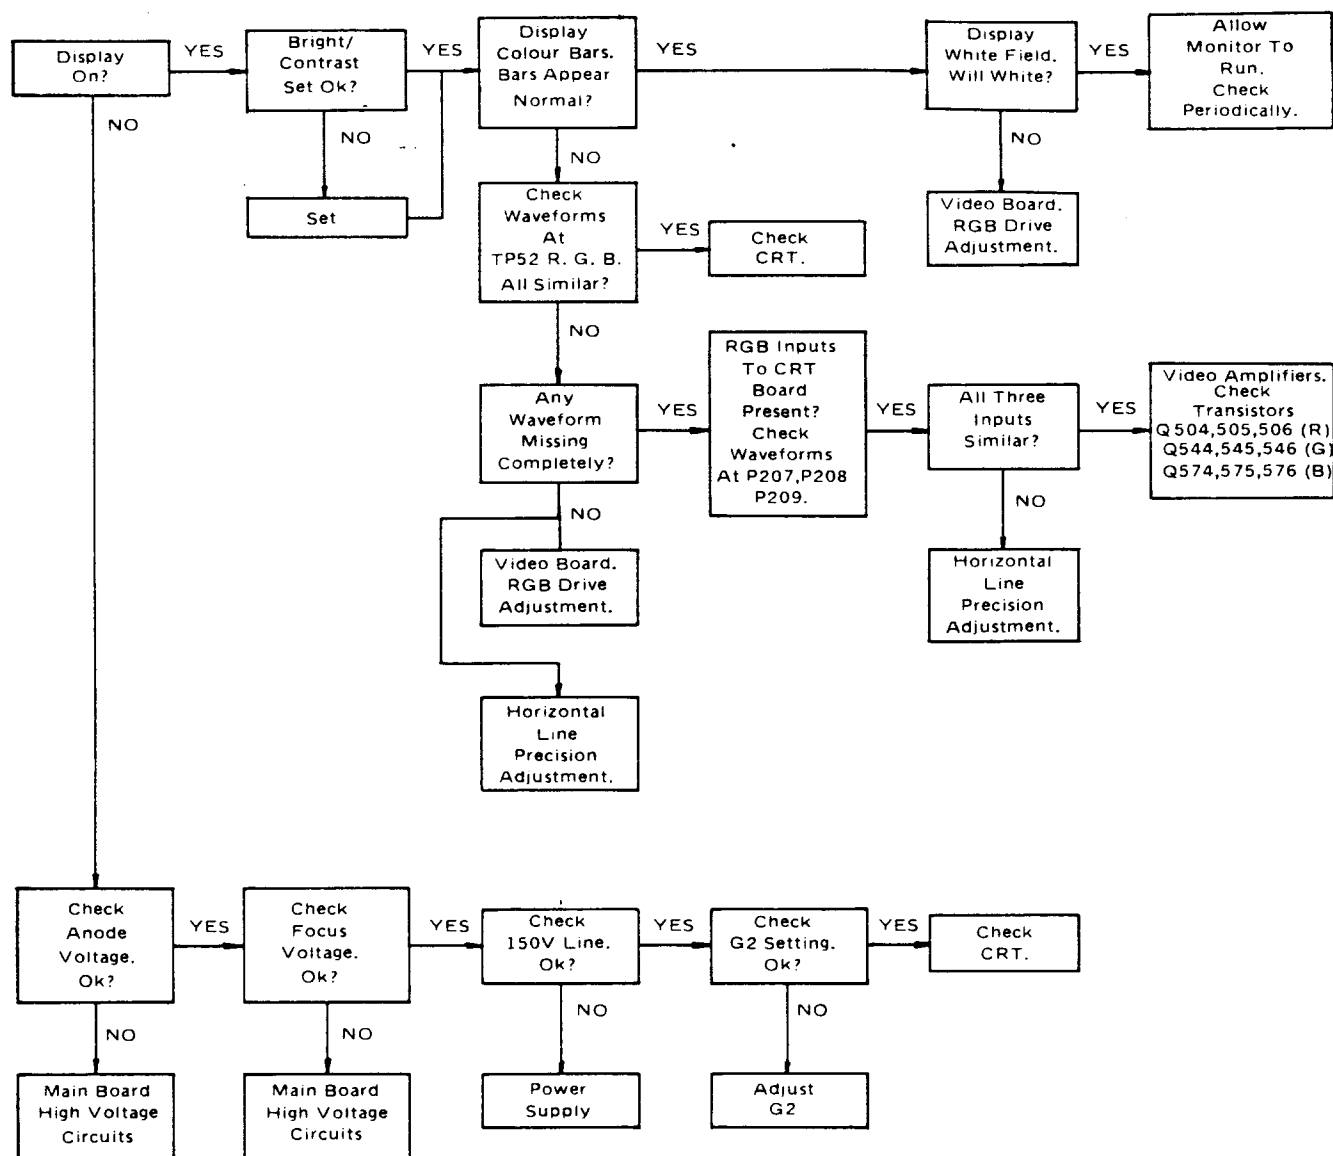 Display
On?
YES
NO
Bright/
Contrast
Set Ok?
YES
NO
Set
Display
Colour Bars.
Bars Appear
Normal?
YES
NO
Display
White Field.
Will White?
YES
NO
Allow
Monitor To
Run.
Check
Periodically.
Video Board.
RGB Drive
Adjustment.
Check
Waveforms
At
TP52 R. G. B.
All Similar?
YES
NO
Check
CRT.
Any
Waveform
Missing
Completely?
YES
NO
RGB Inputs
To CRT
Board
Present?
Check
Waveforms
At P207,P208
P209.
YES
All Three
Inputs
Similar?
YES
NO
Video Amplifiers.
Check
Transistors
Q504,505,506 (R)
Q544,545,546 (G)
Q574,575,576 (B)
Video Board.
RGB Drive
Adjustment.
Horizontal
Line
Precision
Adjustment.
Horizontal
Line
Precision
Adjustment.
Check
Anode
Voltage.
Ok?
YES
NO
Check
Focus
Voltage.
Ok?
YES
NO
Check
150V Line.
Ok?
YES
NO
Check
G2 Setting.
Ok?
YES
NO
Check
CRT.
Main Board
High Voltage
Circuits
Main Board
High Voltage
Circuits
Power
Supply
Adjust
G2